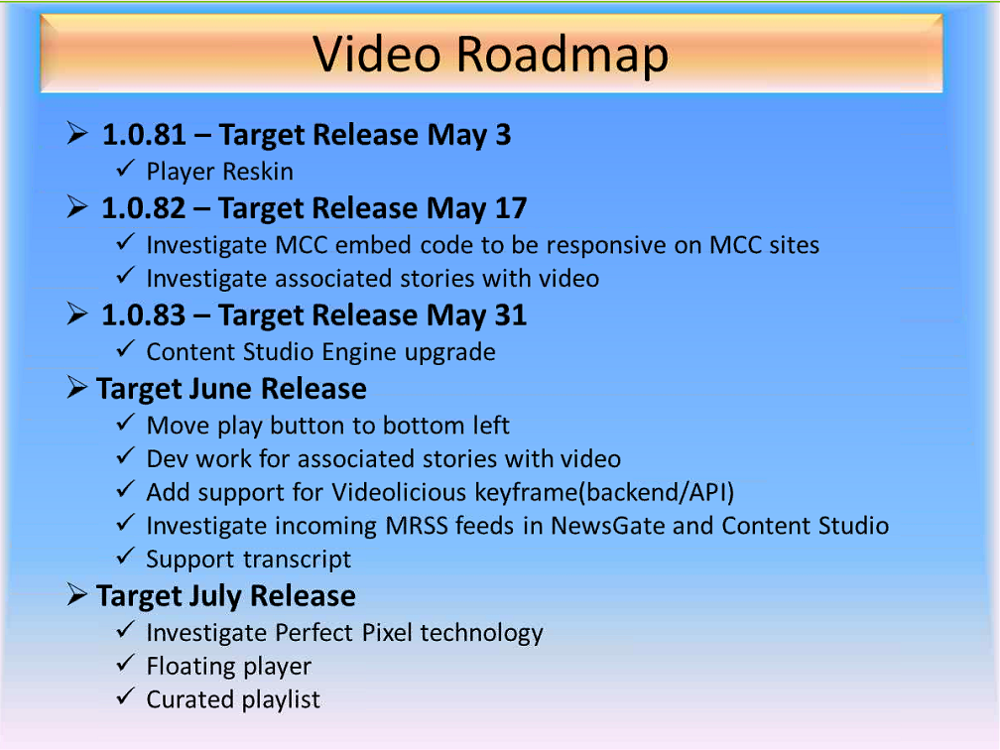 Video Roadmap
1.0.81 – Target Release May 3
Player Reskin
1.0.82 – Target Release May 17
Investigate MCC embed code to be responsive on MCC sites
Investigate associated stories with video
1.0.83 – Target Release May 31
Content Studio Engine upgrade
Target June Release
Move play button to bottom left
Dev work for associated stories with video
Add support for Videolicious keyframe(backend/API)
Investigate incoming MRSS feeds in NewsGate and Content Studio
Support transcript
Target July Release
Investigate Perfect Pixel technology
Floating player
Curated playlist